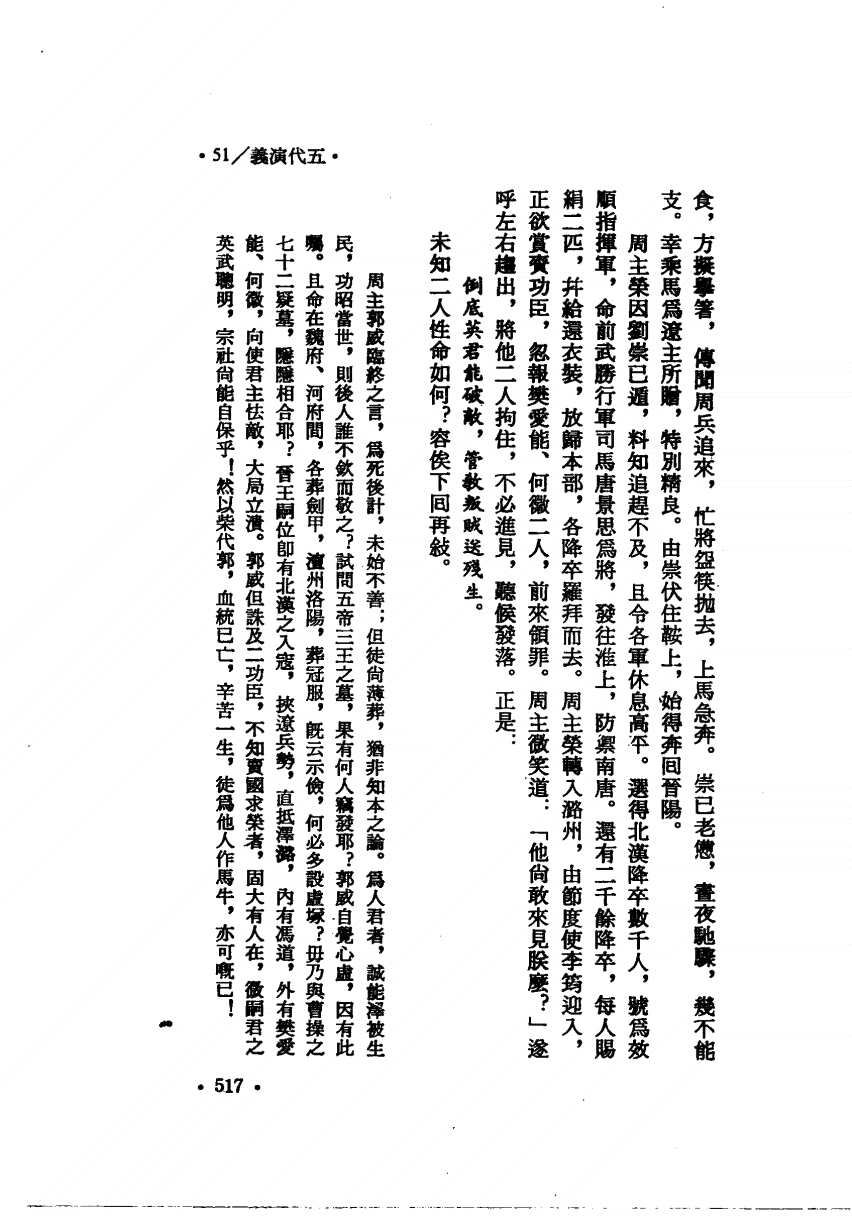 ·51／義演代五·
食，方擬舉箸，傳聞周兵追來，忙將盌筷拋去，上馬急奔。崇已老憊，晝夜馳驟，幾不能
支。幸乘馬爲遼主所贈，特別精良。由崇伏住鞍上，始得奔回晉陽。
周主榮因劉崇已遁，料知追趕不及，且令各軍休息高平。選得北漢降卒數千人，號爲效
順指揮軍，命前武勝行軍司馬唐景思爲將，發往淮上，防禦南唐。還有二千餘降卒，每人賜
絹二匹，幷給還衣裝，放歸本部，各降卒羅拜而去。周主榮轉入潞州，由節度使李筠迎入，
正欲賞賚功臣，忽報樊愛能、何徽二人，前來領罪。周主微笑道：「他尙敢來見朕麼？」遂
呼左右趨出，將他二人拘住，不必進見，聽候發落。正是：
倒底英君能破敵，管敎叛賊送殘生。
未知二人性命如何？容俟下回再敍。
周主郭威臨終之言，爲死後計，未始不善；但徒尙薄葬，猶非知本之論。爲人君者，誠能澤被生
民，功昭當世，則後人誰不欽而敬之？試問五帝三王之墓，果有何人竊發耶？郭威自覺心虛，因有此
囑。且命在魏府、河府間，各葬劍甲，澶州洛陽，葬冠服，旣云示儉，何必多設虛塚？毋乃與曹操之
七十二疑墓，隱隱相合耶？晉王嗣位卽有北漢之入寇，挾遼兵勢，直抵澤潞，內有馮道，外有樊愛
能、何徽，向使君主怯敵，大局立潰。郭威但誅及二功臣，不知賣國求榮者，固大有人在，微嗣君之
英武聰明，宗社尙能自保乎！然以柴代郭，血統已亡，辛苦一生，徒爲他人作馬牛，亦可嘅已！
·517·